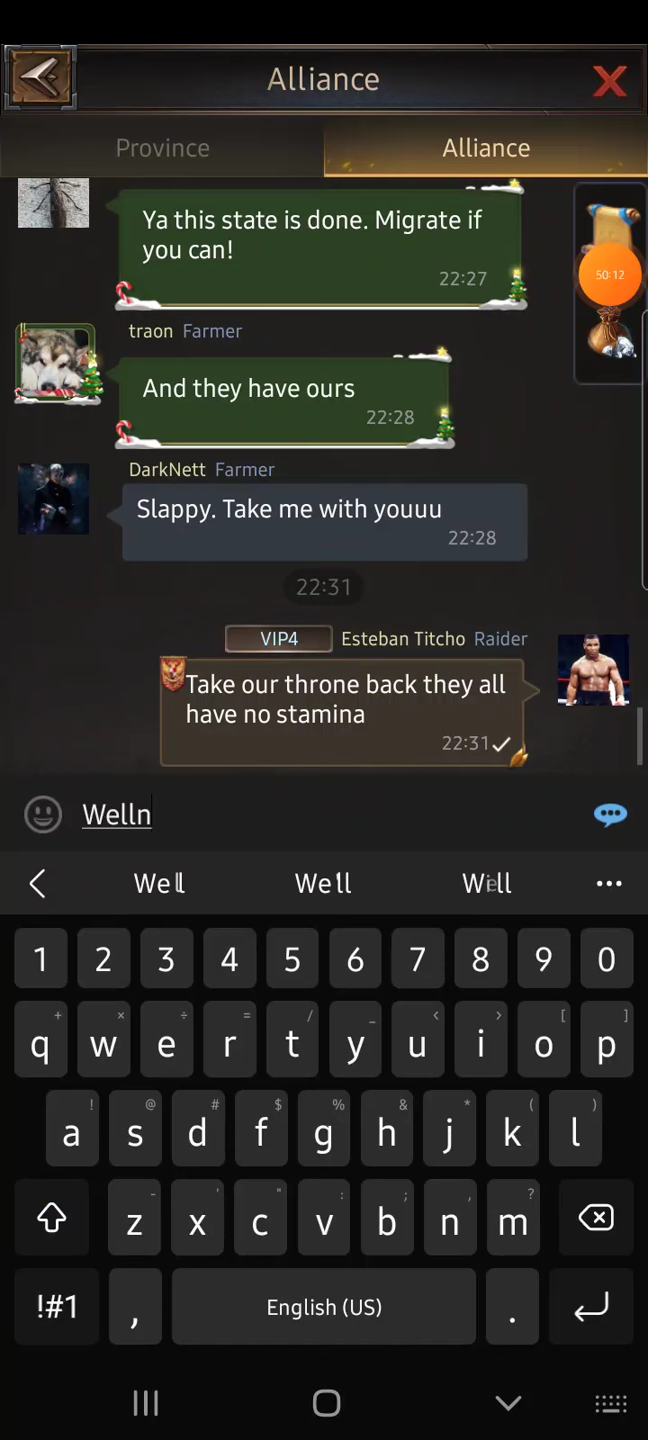 Alliance
Province
Alliance
Ya this state is done. Migrate if
you can!
22:27
50:12
traon Farmer
And they have ours
22:28
DarkNett Farmer
Slappy. Take me with youuu
22:28
22:31
VIP4 Esteban Titcho Raider
Take our throne back they all
have no stamina
22:31
Welln
Well We'll Will
1 2 3 4 5 6 7 8 9 0
+ × ÷ = / _ < > [ ]
q w e r t y u i o p
! @ # $ % & * ( )
a s d f g h j k l
- ' " : ; , ?
z x c v b n m
!#1 , English (US) .